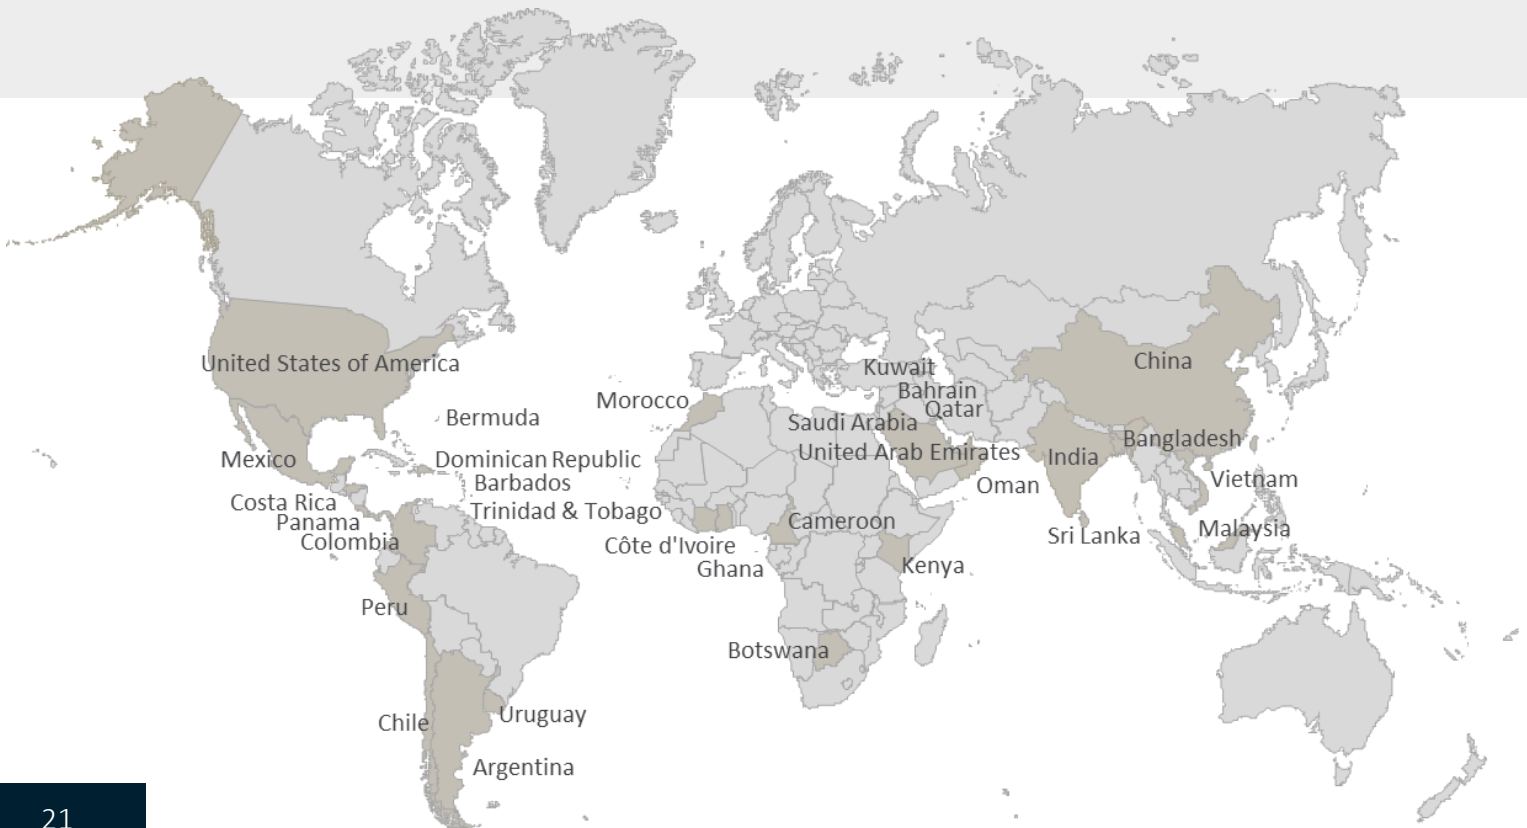 United States of America
Kuwait
China
Bahrain
Morocco
Qatar
Bermuda
Saudi Arabia
Bangladesh
United Arab Emirates
India
Mexico
Dominican Republic
Vietnam
Barbados
Oman
Costa Rica
Trinidad & Tobago
Panama
Cameroon
Malaysia
Colombia
Sri Lanka
Côte d'Ivoire
Ghana
Kenya
Peru
Botswana
Uruguay
Chile
Argentina
21